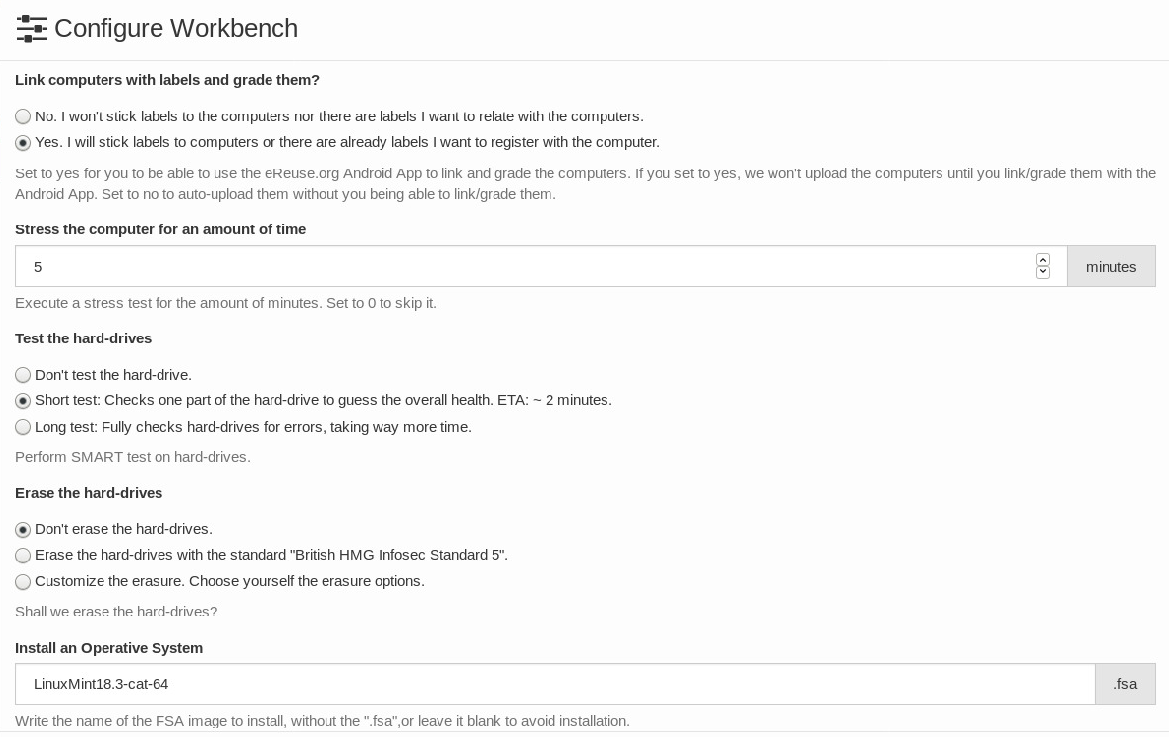 Configure Workbench
Link computers with labels and grade them?
No. I won't stick labels to the computers nor there are labels I want to relate with the computers.
Yes. I will stick labels to computers or there are already labels I want to register with the computer.
Set to yes for you to be able to use the eReuse.org Android App to link and grade the computers. If you set to yes, we won't upload the computers until you link/grade them with the
Android App. Set to no to auto-upload them without you being able to link/grade them.
Stress the computer for an amount of time
5 minutes
Execute a stress test for the amount of minutes. Set to 0 to skip it.
Test the hard-drives
Don't test the hard-drive.
Short test: Checks one part of the hard-drive to guess the overall health. ETA: ~ 2 minutes.
Long test: Fully checks hard-drives for errors, taking way more time.
Perform SMART test on hard-drives.
Erase the hard-drives
Don't erase the hard-drives.
Erase the hard-drives with the standard "British HMG Infosec Standard 5".
Customize the erasure. Choose yourself the erasure options.
Shall we erase the hard-drives?
Install an Operative System
LinuxMint18.3-cat-64 .fsa
Write the name of the FSA image to install, without the ".fsa",or leave it blank to avoid installation.